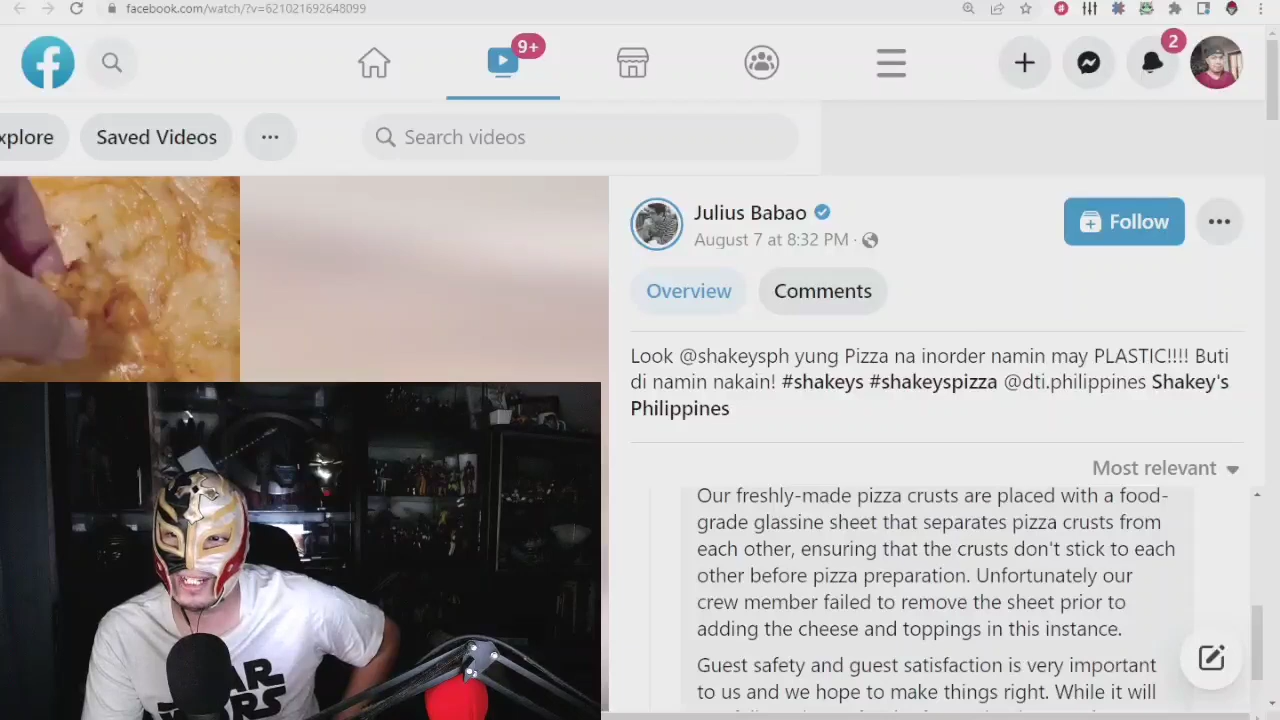 facebook.com/watch/?v=621021692648099
9+
2
xplore
Saved Videos
Search videos
Julius Babao
August 7 at 8:32 PM ·
Follow
Overview
Comments
Look @shakeysph yung Pizza na inorder namin may PLASTIC!!!! Buti
di namin nakain! #shakeys #shakeyspizza @dti.philippines Shakey's
Philippines
Most relevant
Our freshly-made pizza crusts are placed with a food-
grade glassine sheet that separates pizza crusts from
each other, ensuring that the crusts don't stick to each
other before pizza preparation. Unfortunately our
crew member failed to remove the sheet prior to
adding the cheese and toppings in this instance.
Guest safety and guest satisfaction is very important
to us and we hope to make things right. While it will
WARS